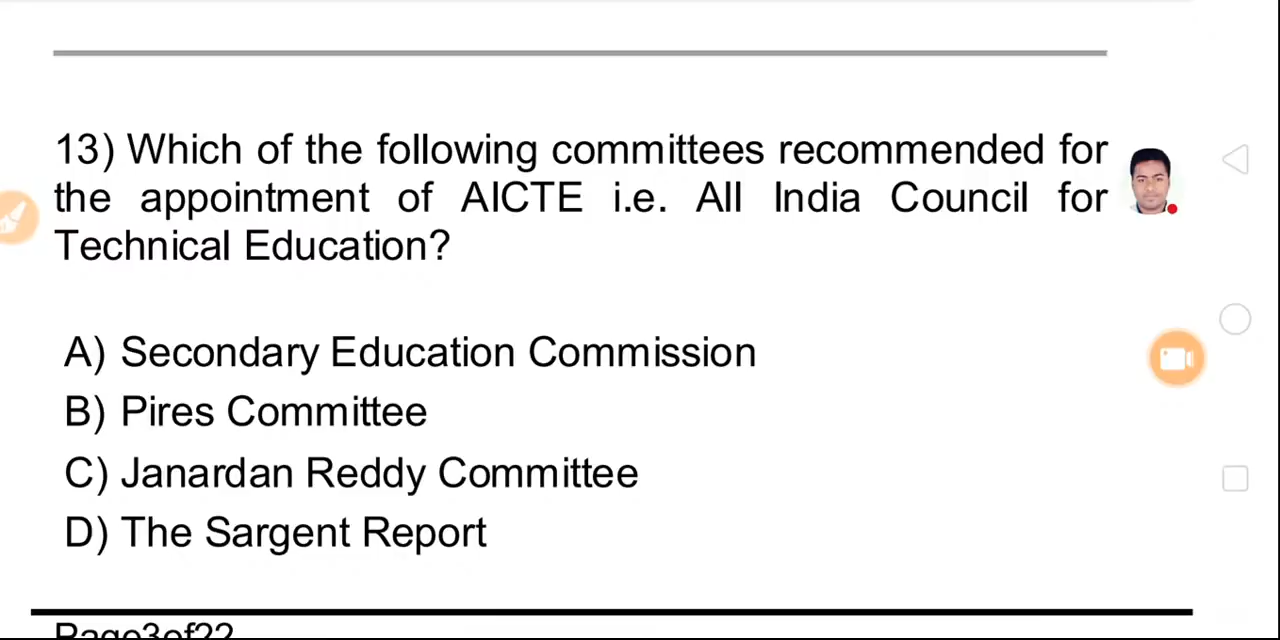 13) Which of the following committees recommended for
the appointment of AICTE i.e. All India Council for
Technical Education?
A) Secondary Education Commission
B) Pires Committee
C) Janardan Reddy Committee
D) The Sargent Report
Page3of22